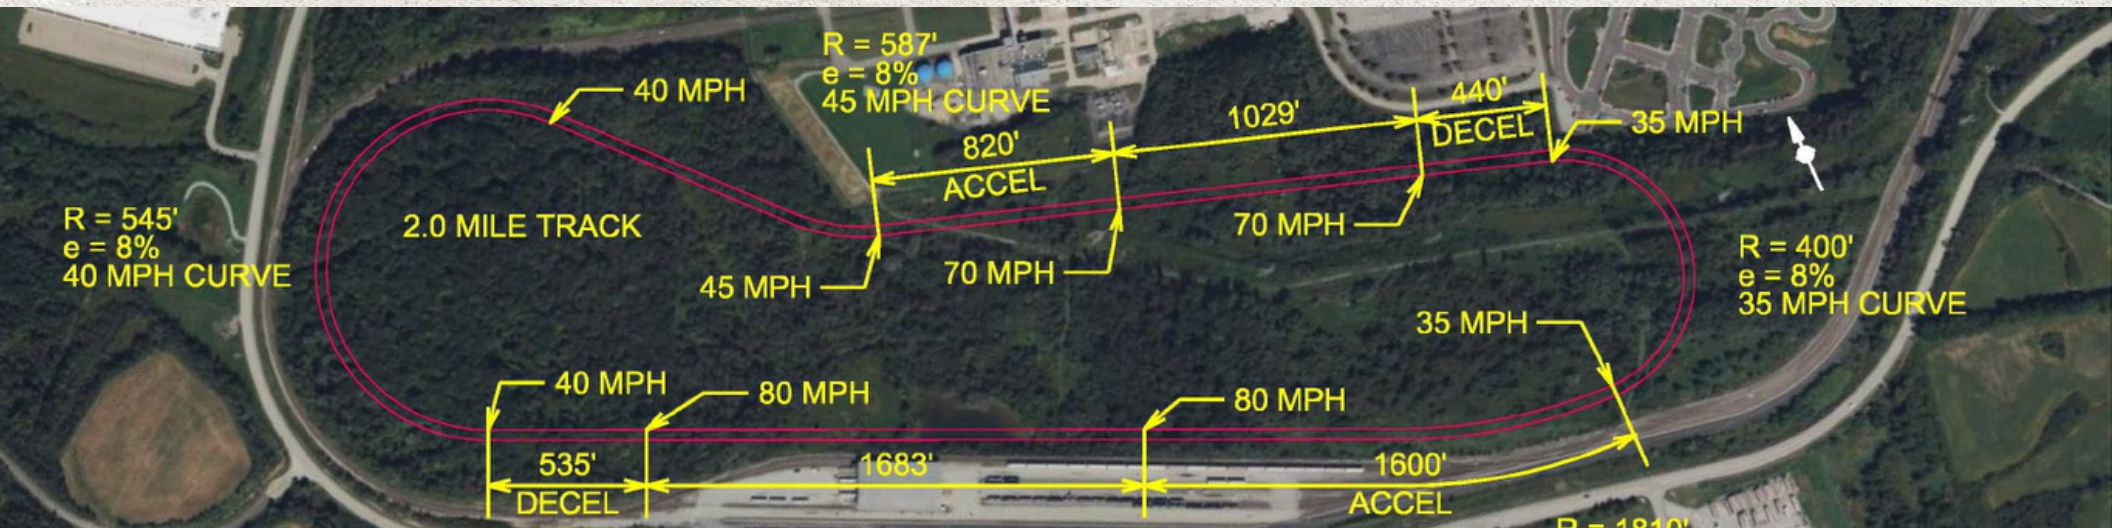 R = 587'
e = 8%
45 MPH CURVE
40 MPH
820'
ACCEL
1029'
440'
DECEL
35 MPH
R = 545'
e = 8%
40 MPH CURVE
2.0 MILE TRACK
45 MPH
70 MPH
70 MPH
R = 400'
e = 8%
35 MPH CURVE
35 MPH
40 MPH
80 MPH
80 MPH
535'
DECEL
1683'
1600'
ACCEL
R = 1810'